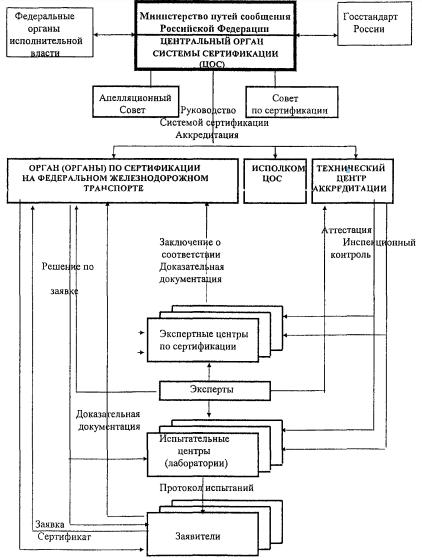 Федеральные
органы
исполнительной
власти
Министерство путей сообщения
Российской Федерации
ЦЕНТРАЛЬНЫЙ ОРГАН
СИСТЕМЫ СЕРТИФИКАЦИИ
(ЦОС)
Госстандарт
России
Апелляционный
Совет
Совет
по сертификации
Руководство
Системой сертификации
Аккредитация
ОРГАН (ОРГАНЫ) ПО СЕРТИФИКАЦИИ
НА ФЕДЕРАЛЬНОМ ЖЕЛЕЗНОДОРОЖНОМ
ТРАНСПОРТЕ
ИСПОЛКОМ
ЦОС
ТЕХНИЧЕСКИЙ
ЦЕНТР
АККРЕДИТАЦИИ
Аттестация
Инспекционный
контроль
Заключение о
соответствии
Доказательная
документация
Решение по
заявке
Экспертные центры
по сертификации
Эксперты
Доказательная
документация
Испытательные
центры
(лаборатории)
Протокол испытаний
Заявка
Сертификат
Заявители